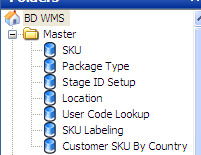 Folders
BD WMS
Master
SKU
Package Type
Stage ID Setup
Location
User Code Lookup
SKU Labeling
Customer SKU By Country